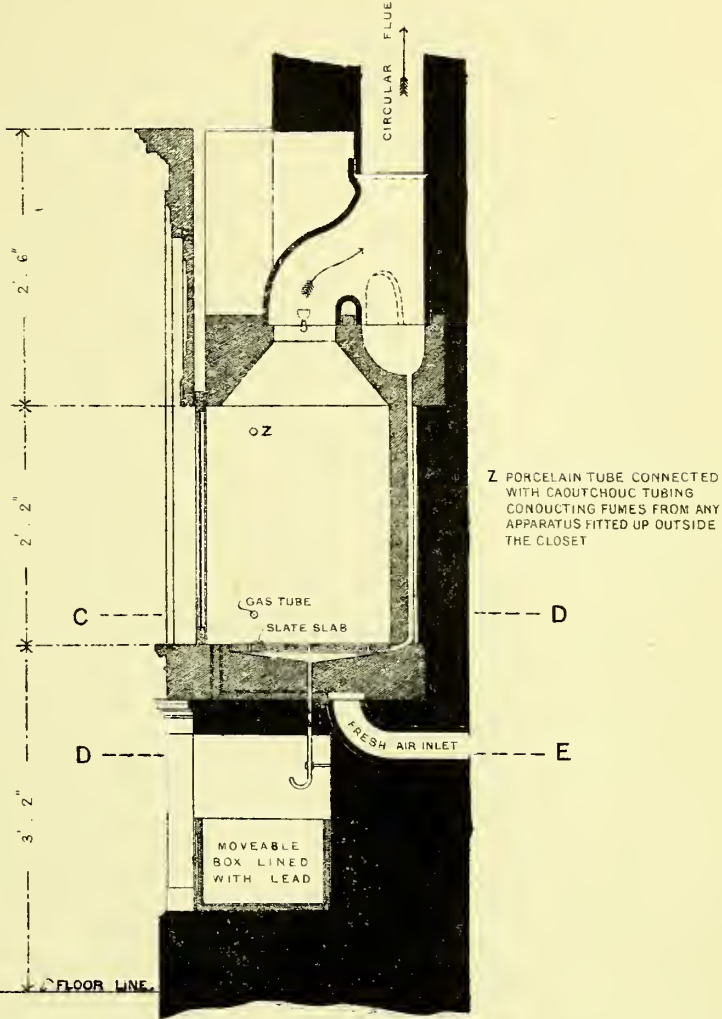 CIRCULAR FLUE
2'. 6"
Z
Z PORCELAIN TUBE CONNECTED
WITH CAOUTCHOUC TUBING
CONDUCTING FUMES FROM ANY
APPARATUS FITTED UP OUTSIDE
THE CLOSET
2'. 2"
GAS TUBE
C
D
SLATE SLAB
FRESH AIR INLET
D
E
3'. 2"
MOVEABLE
BOX LINED
WITH LEAD
FLOOR LINE.